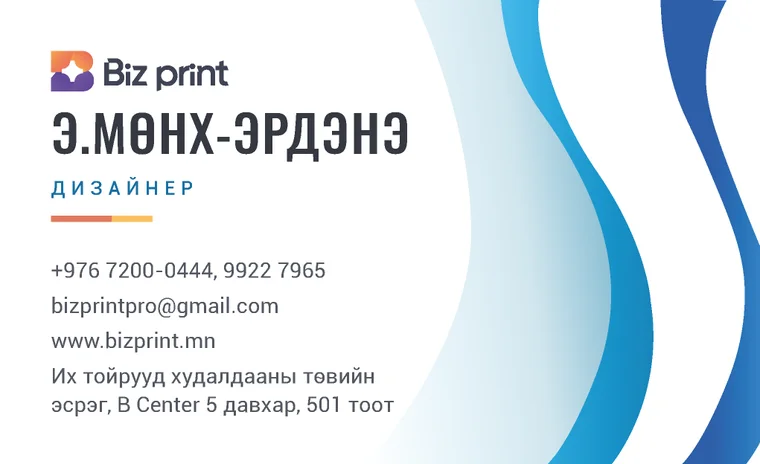 Biz print
Э.МӨНХ-ЭРДЭНЭ
ДИЗАЙНЕР
+976 7200-0444, 9922 7965
bizprintpro@gmail.com
www.bizprint.mn
Их тойрууд худалдааны төвийн
эсрэг, B Center 5 давхар, 501 тоот